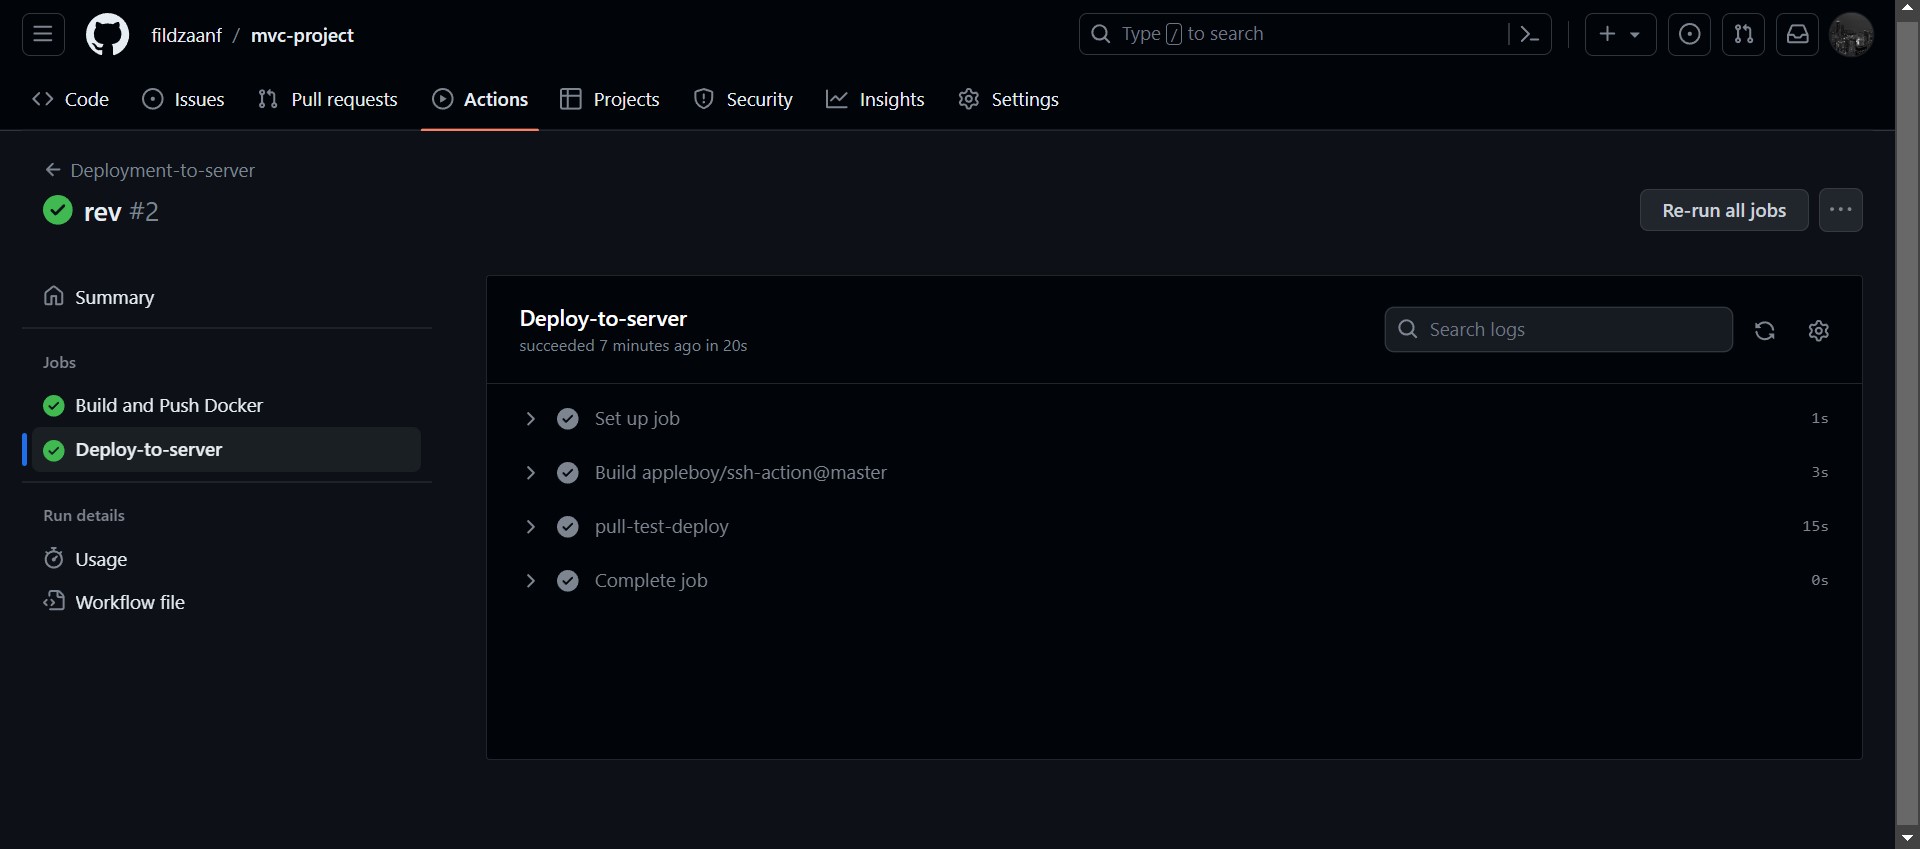 fildzaanf / mvc-project
Type / to search
Code Issues Pull requests Actions Projects Security Insights Settings
Deployment-to-server
rev #2
Re-run all jobs
Summary
Jobs
Build and Push Docker
Deploy-to-server
Run details
Usage
Workflow file
Deploy-to-server
succeeded 7 minutes ago in 20s
Search logs
Set up job 1s
Build appleboy/ssh-action@master 3s
pull-test-deploy 15s
Complete job 0s